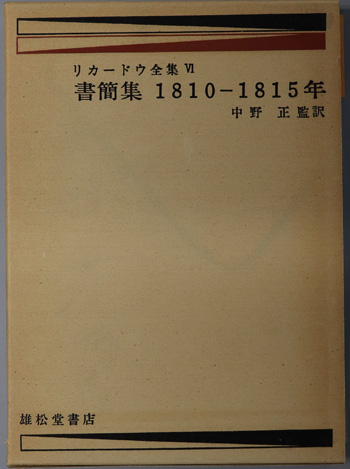 リカードウ全集 Ⅵ
書簡集 1810-1815年
中野 正監訳
雄松堂書店